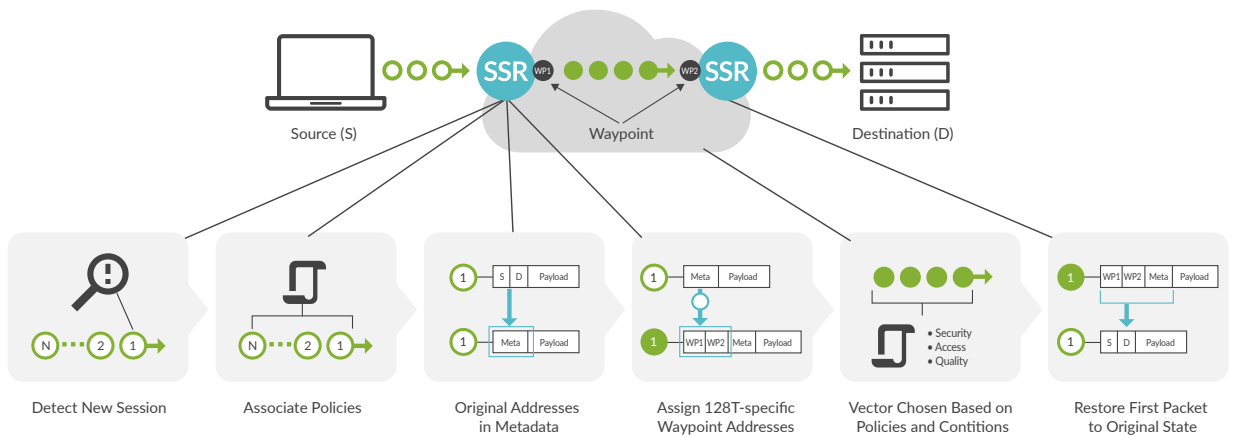 SSR
WP1
WP2
SSR
Source (S)
Waypoint
Destination (D)
N
2
1
Detect New Session
N
2
1
Associate Policies
1
S D Payload
1
Meta Payload
Original Addresses
in Metadata
1
Meta Payload
1
WP1 WP2 Meta Payload
Assign 128T-specific
Waypoint Addresses
• Security
• Access
• Quality
Vector Chosen Based on
Policies and Contitions
1
WP1 WP2 Meta Payload
1
S D Payload
Restore First Packet
to Original State